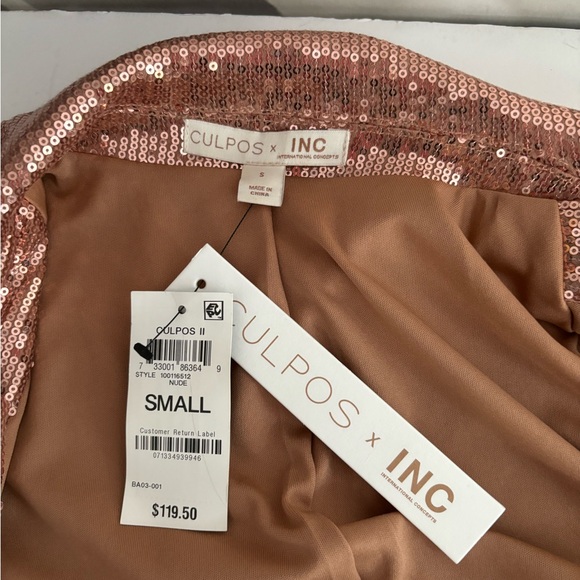 CULPOS x INC
INTERNATIONAL CONCEPTS
S
MADE IN
CHINA
CULPOS II
7 33001 86364 9
STYLE 100116512
NUDE
SMALL
Customer Return Label
071334939946
BA03-001
$119.50
CULPOS x INC
INTERNATIONAL CONCEPTS